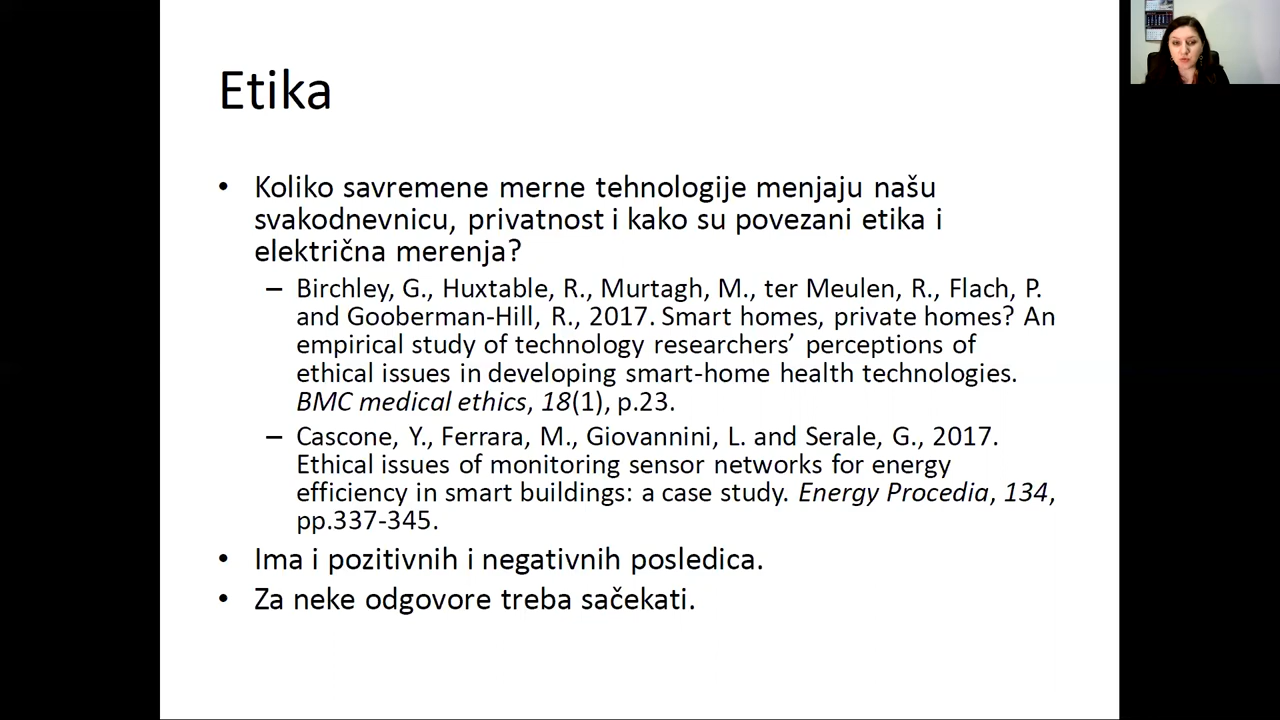 Etika
• Koliko savremene merne tehnologije menjaju našu
svakodnevnicu, privatnost i kako su povezani etika i
električna merenja?
– Birchley, G., Huxtable, R., Murtagh, M., ter Meulen, R., Flach, P.
and Gooberman-Hill, R., 2017. Smart homes, private homes? An
empirical study of technology researchers’ perceptions of
ethical issues in developing smart-home health technologies.
BMC medical ethics, 18(1), p.23.
– Cascone, Y., Ferrara, M., Giovannini, L. and Serale, G., 2017.
Ethical issues of monitoring sensor networks for energy
efficiency in smart buildings: a case study. Energy Procedia, 134,
pp.337-345.
• Ima i pozitivnih i negativnih posledica.
• Za neke odgovore treba sačekati.